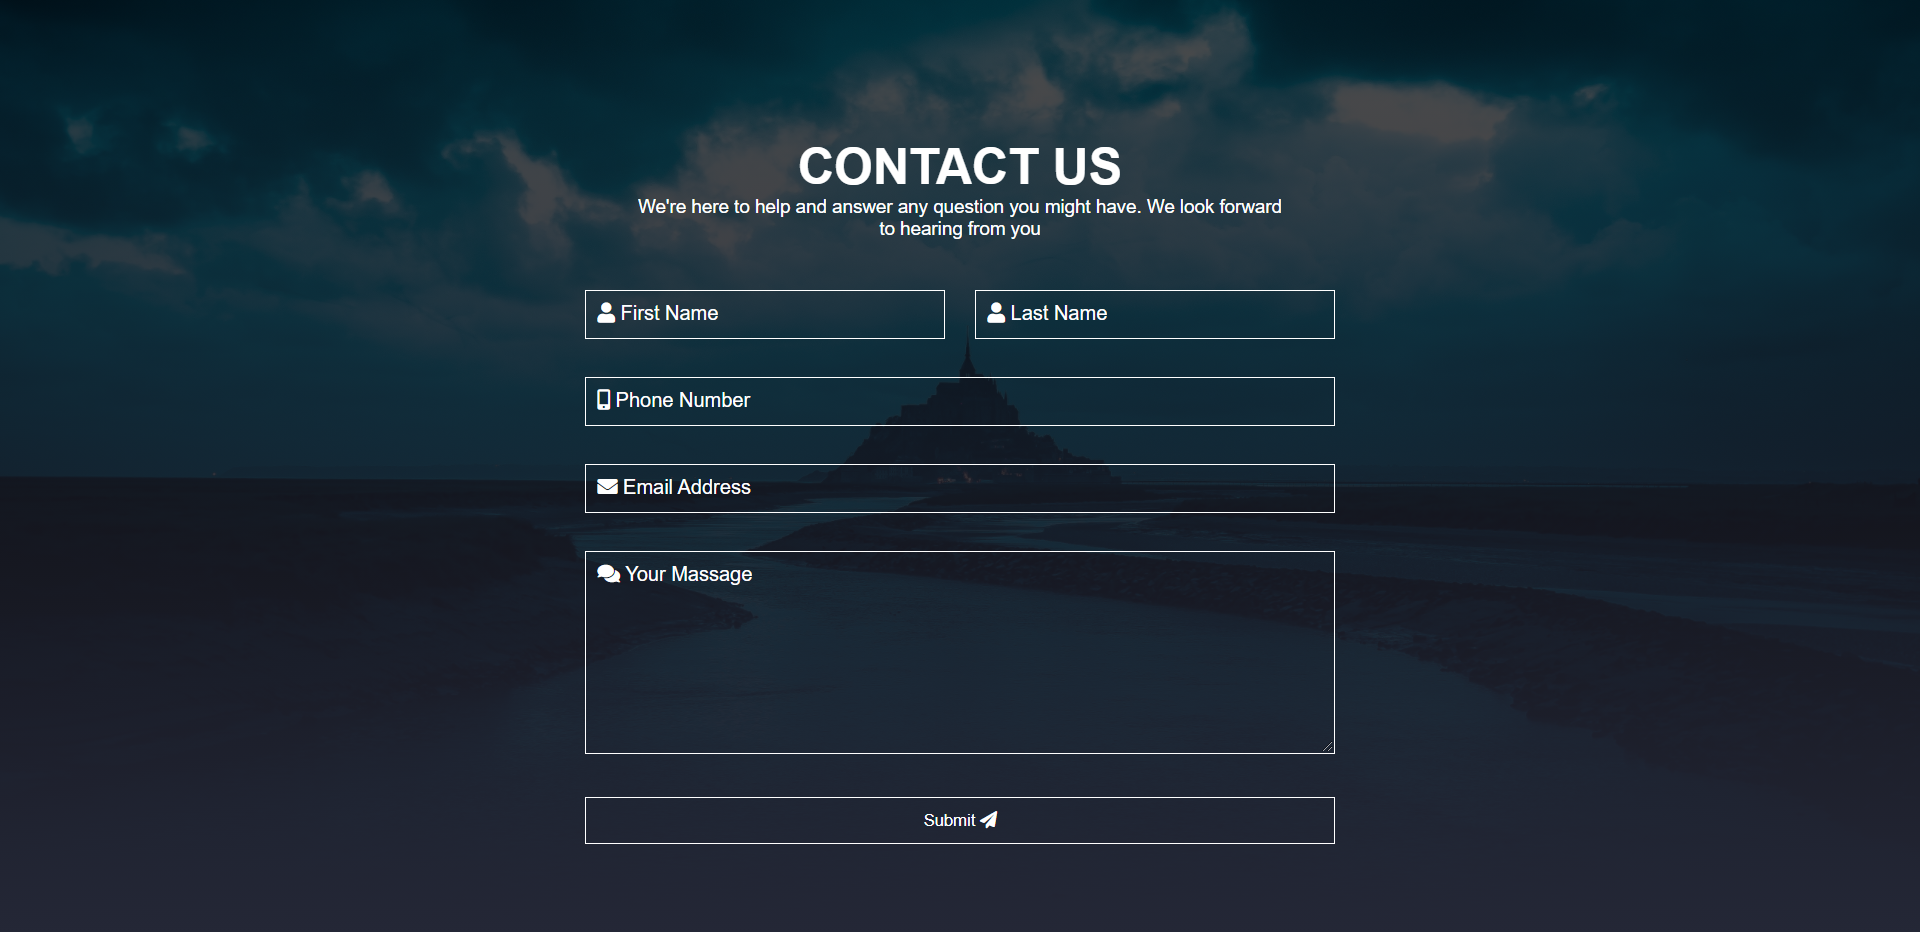 CONTACT US
We're here to help and answer any question you might have. We look forward
to hearing from you
First Name
Last Name
Phone Number
Email Address
Your Massage
Submit